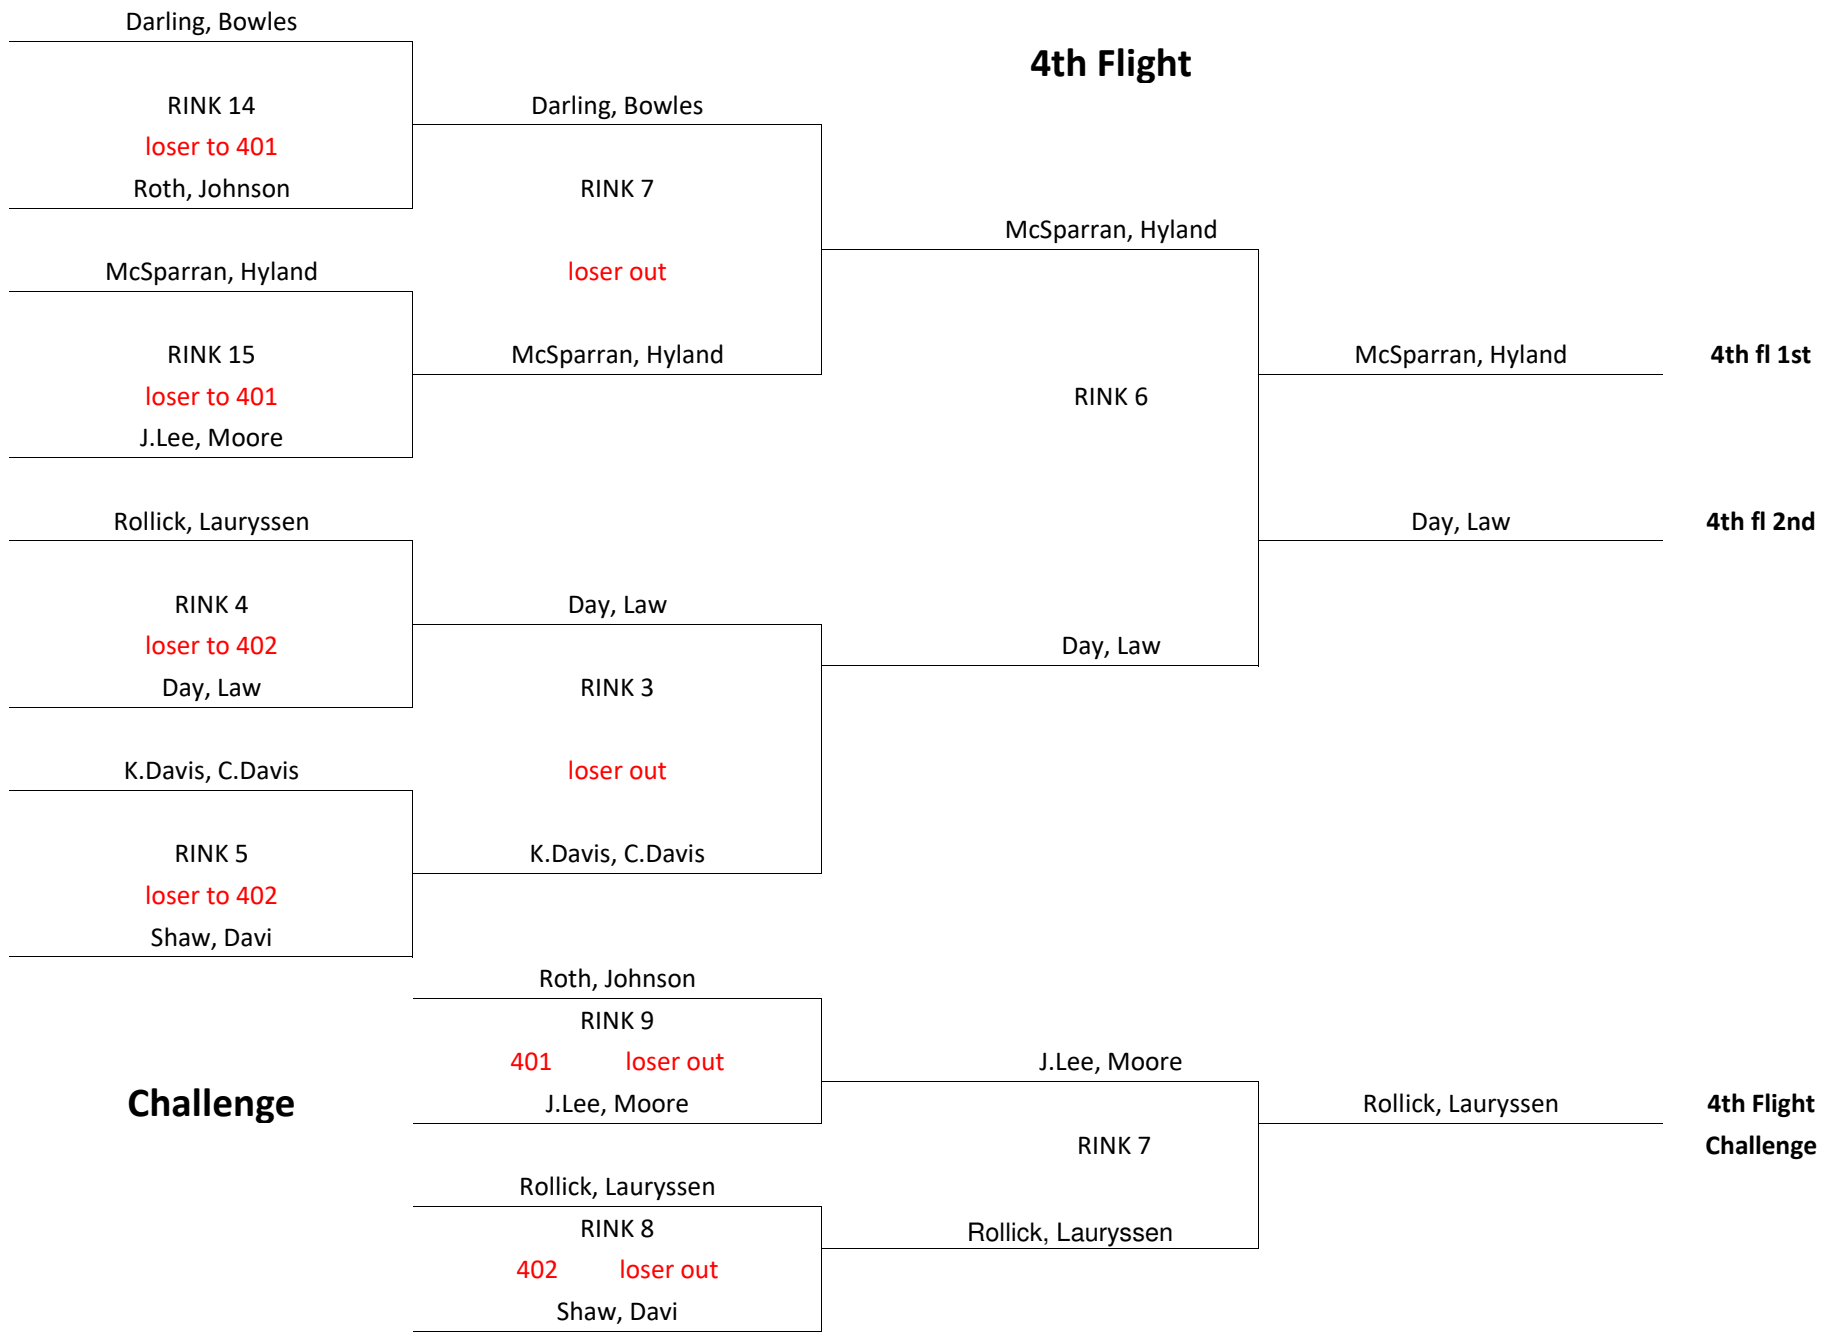 Darling, Bowles
4th Flight
RINK 14
Darling, Bowles
loser to 401
Roth, Johnson
RINK 7
McSparran, Hyland
McSparran, Hyland
loser out
RINK 15
McSparran, Hyland
McSparran, Hyland
4th fl 1st
loser to 401
RINK 6
J.Lee, Moore
Rollick, Lauryssen
Day, Law
4th fl 2nd
RINK 4
Day, Law
loser to 402
Day, Law
Day, Law
RINK 3
K.Davis, C.Davis
loser out
RINK 5
K.Davis, C.Davis
loser to 402
Shaw, Davi
Roth, Johnson
RINK 9
401 loser out
J.Lee, Moore
Challenge
J.Lee, Moore
Rollick, Lauryssen
4th Flight
RINK 7
Challenge
Rollick, Lauryssen
RINK 8
Rollick, Lauryssen
402 loser out
Shaw, Davi